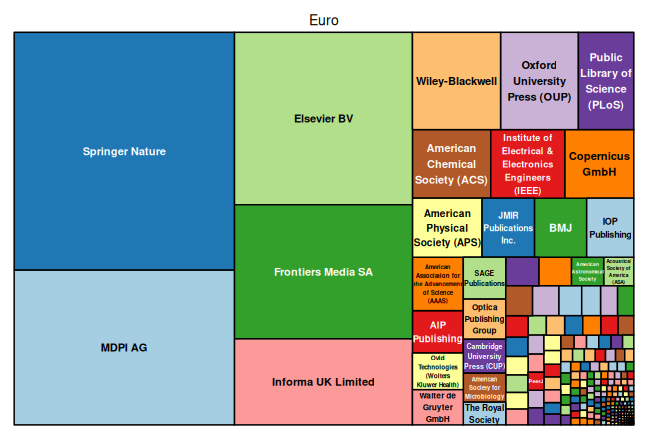 Euro
Springer Nature
MDPI AG
Elsevier BV
Frontiers Media SA
Informa UK Limited
Wiley-Blackwell
Oxford
University
Press (OUP)
Public
Library of
Science
(PLoS)
American
Chemical
Society (ACS)
Institute of
Electrical &
Electronics
Engineers
(IEEE)
Copernicus
GmbH
American
Physical
Society (APS)
JMIR
Publications
Inc.
BMJ
IOP
Publishing
American
Association for
the Advancement
of Science
(AAAS)
SAGE
Publications
American
Astronomical
Society
Acoustical
Society of
America
(ASA)
Optica
Publishing
Group
AIP
Publishing
Cambridge
University
Press (CUP)
Ovid
Technologies
(Wolters
Kluwer Health)
American
Society for
Microbiology
Walter de
Gruyter
GmbH
The Royal
Society
PeerJ